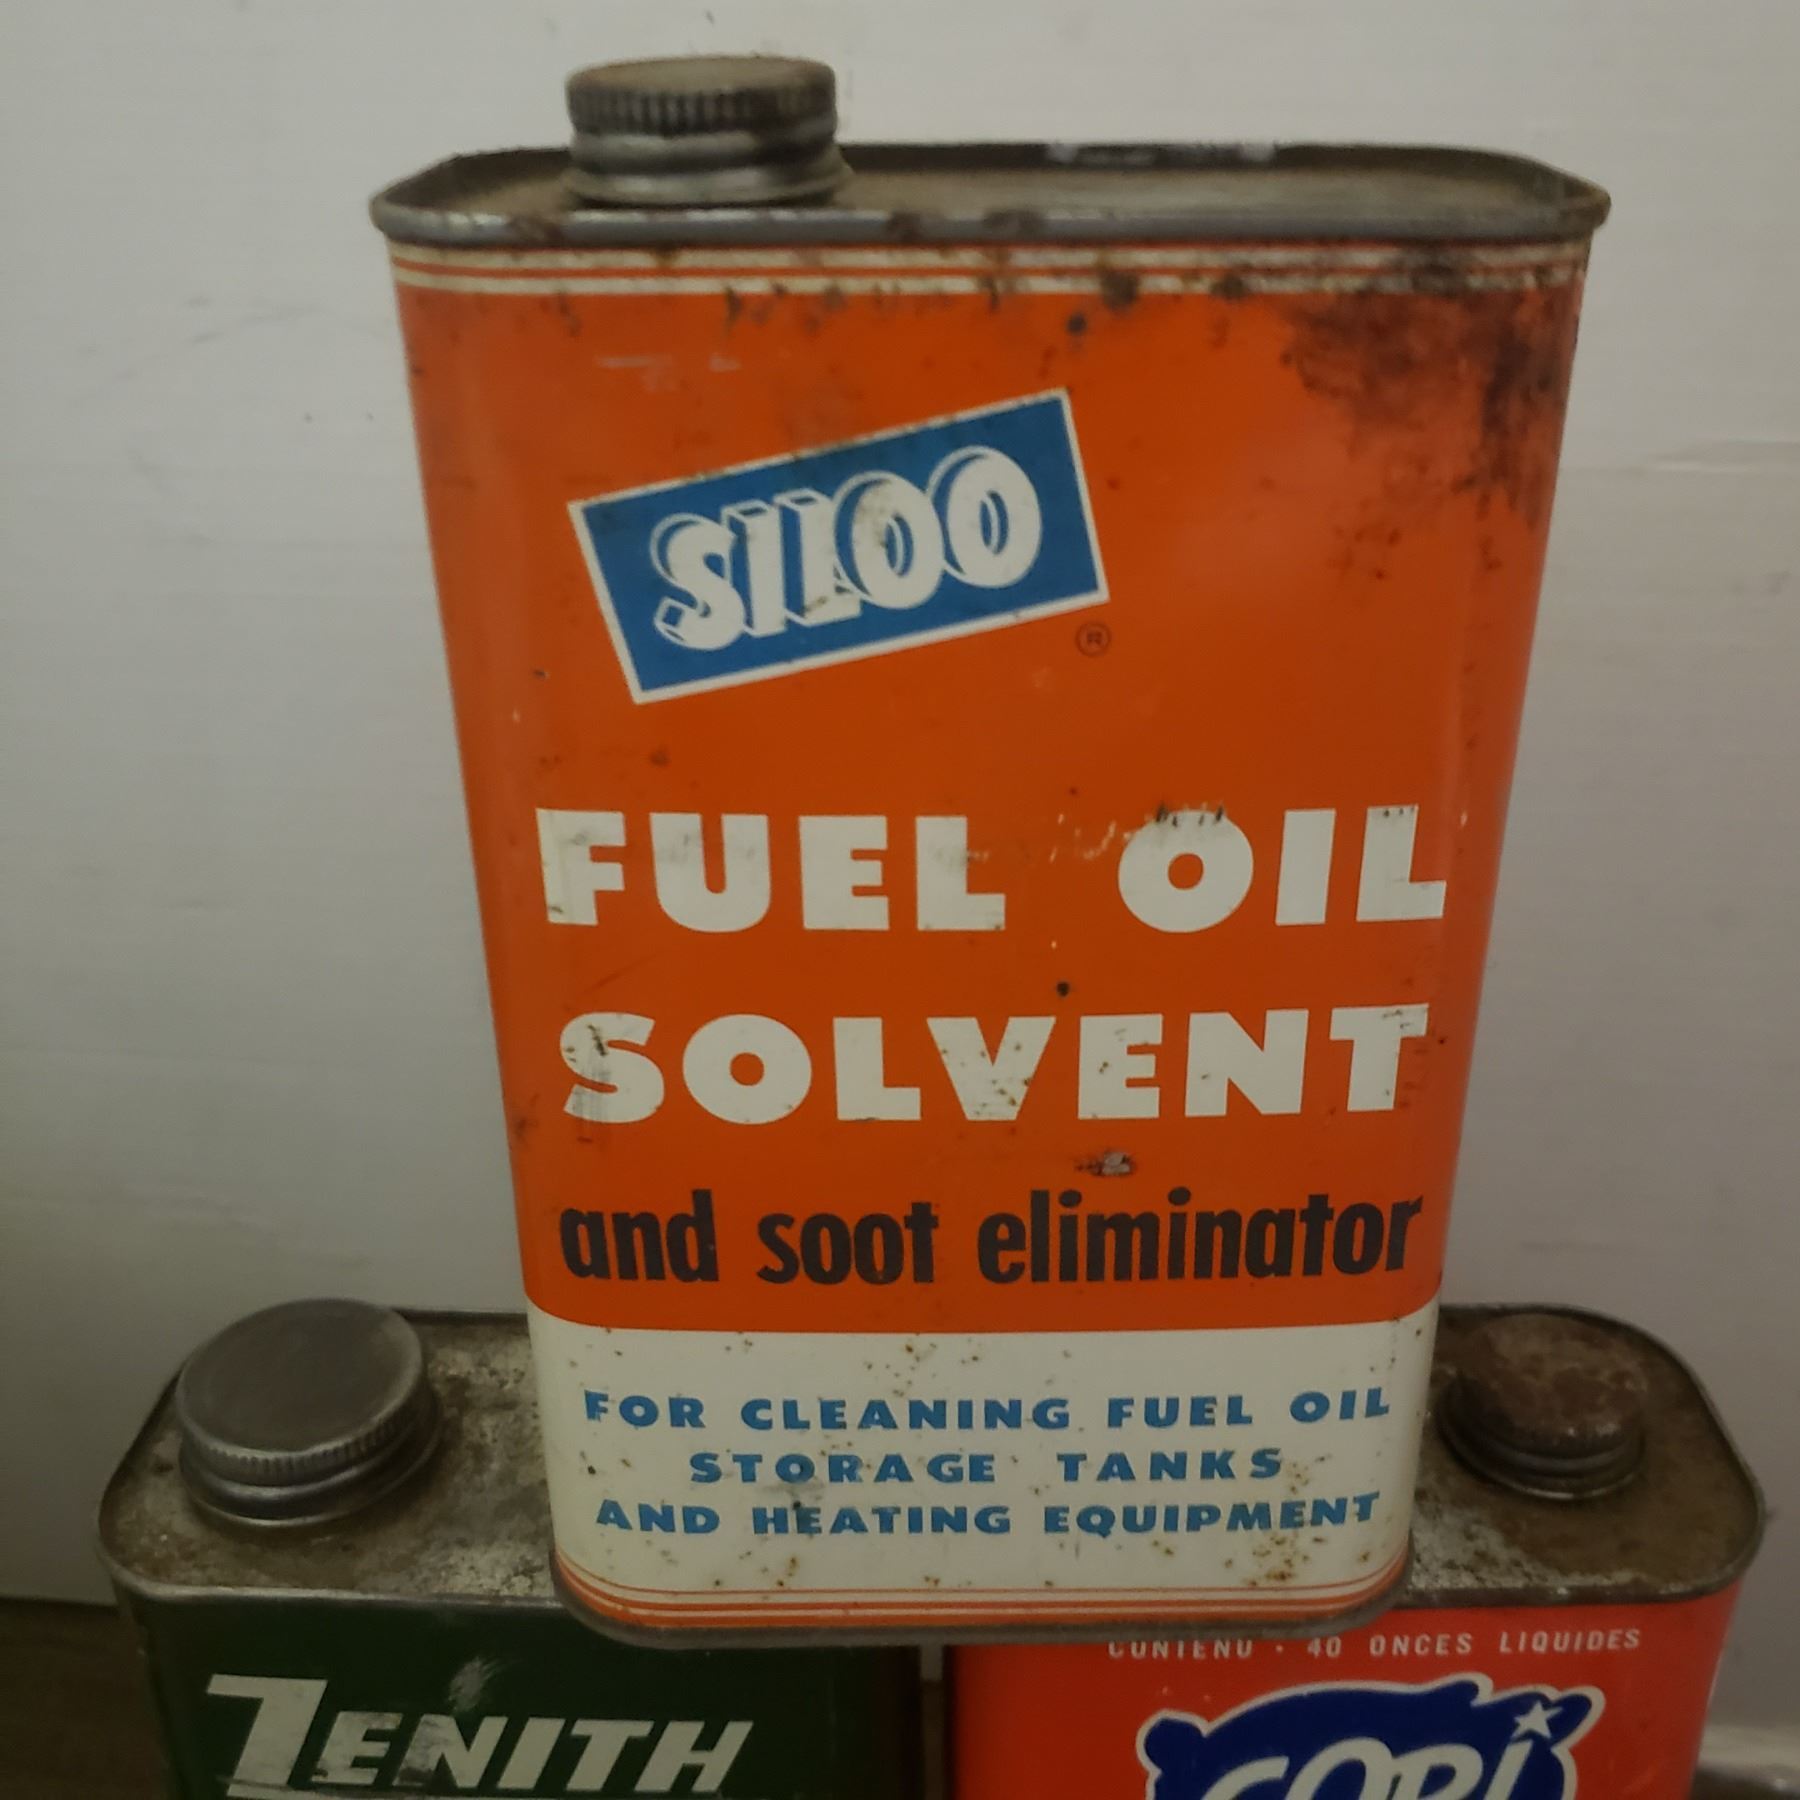 SILOO
®
FUEL OIL
SOLVENT
and soot eliminator
FOR CLEANING FUEL OIL
STORAGE TANKS
AND HEATING EQUIPMENT
CONTENU · 40 ONCES LIQUIDES
ZENITH